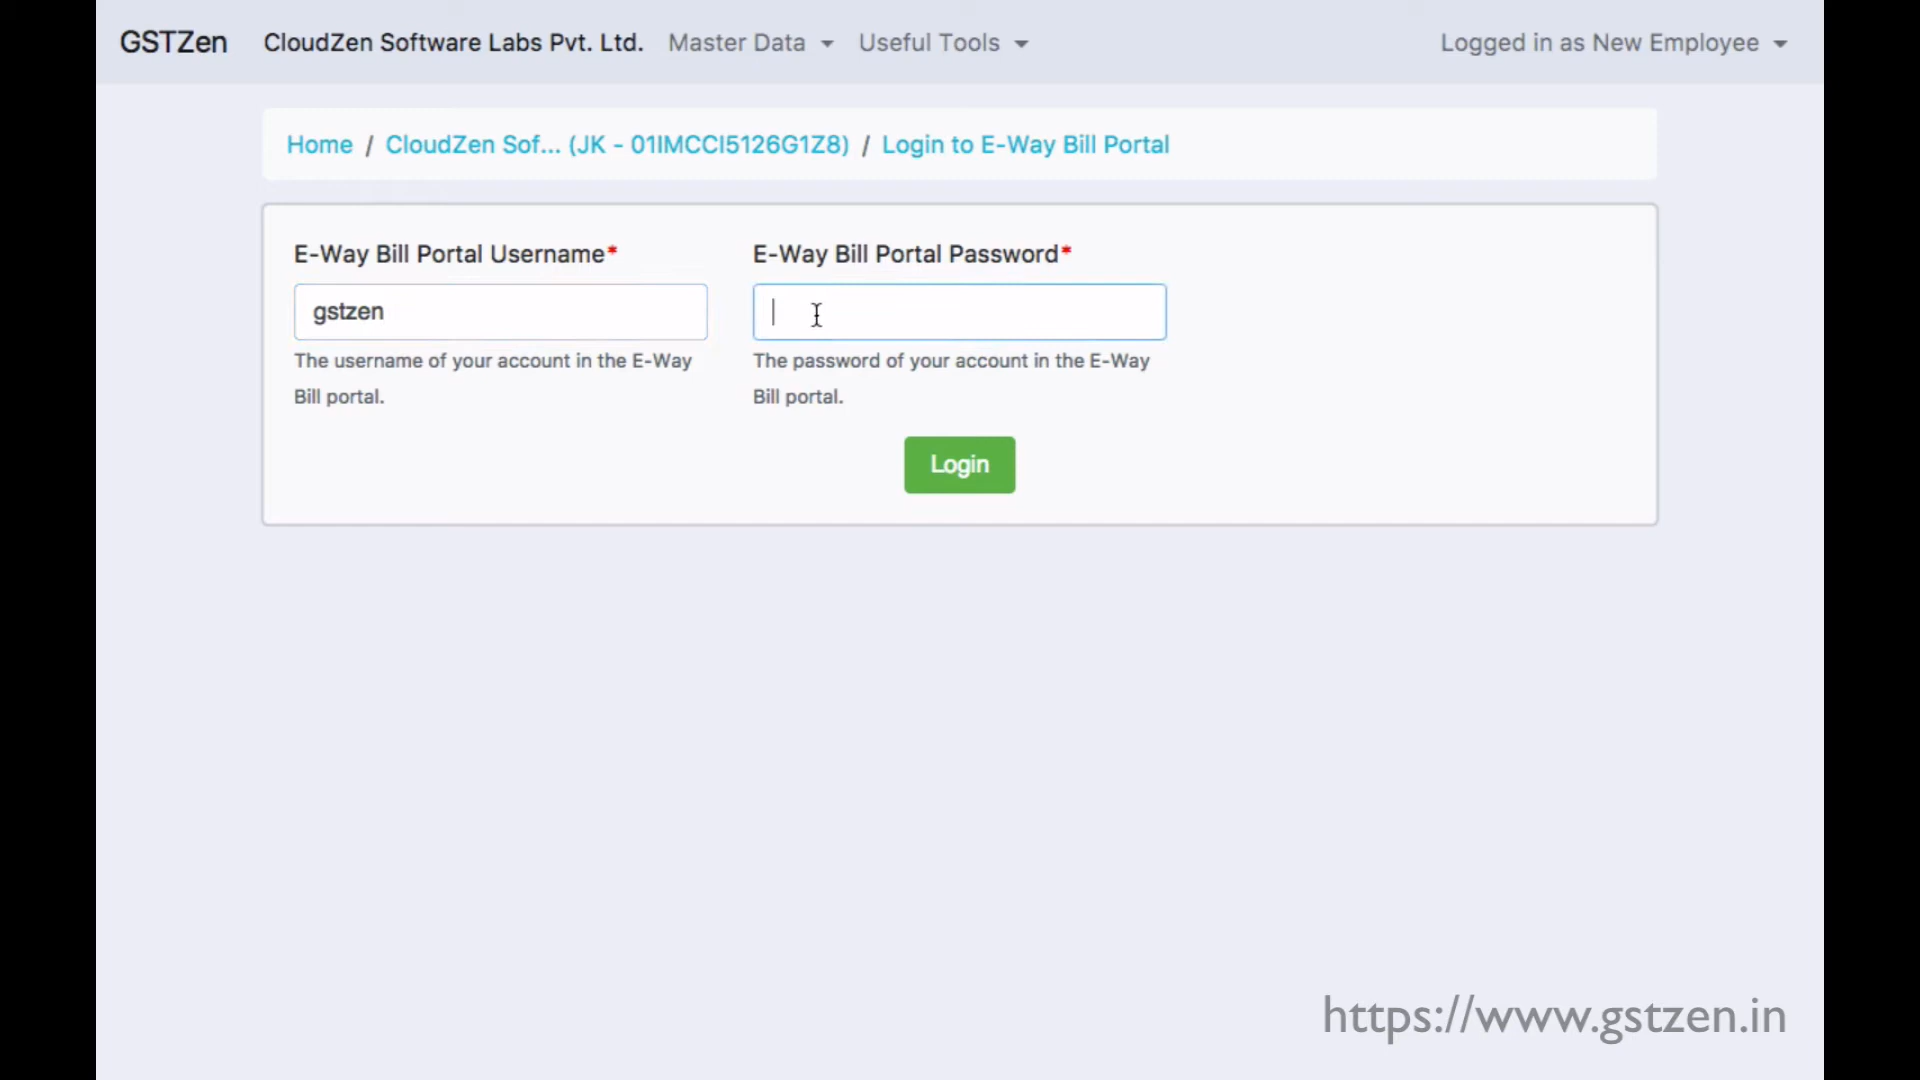 GSTZen CloudZen Software Labs Pvt. Ltd. Master Data Useful Tools Logged in as New Employee
Home / CloudZen Sof... (JK - 01IMCCI5126G1Z8) / Login to E-Way Bill Portal
E-Way Bill Portal Username* E-Way Bill Portal Password*
gstzen
The username of your account in the E-Way
Bill portal.
The password of your account in the E-Way
Bill portal.
Login
https://www.gstzen.in